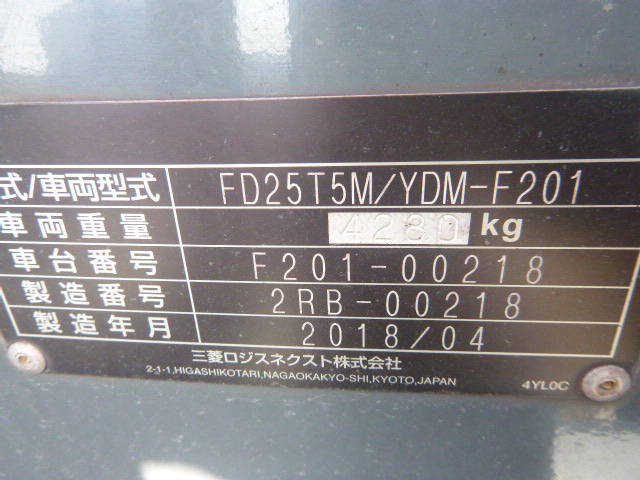 式/車両型式 FD25T5M/YDM-F201
車両重量 4280 kg
車台番号 F201-00218
製造番号 2RB-00218
製造年月 2018/04
三菱ロジスネクスト株式会社
2-1-1,HIGASHIKOTARI,NAGAOKAKYO-SHI,KYOTO,JAPAN
4YL0C